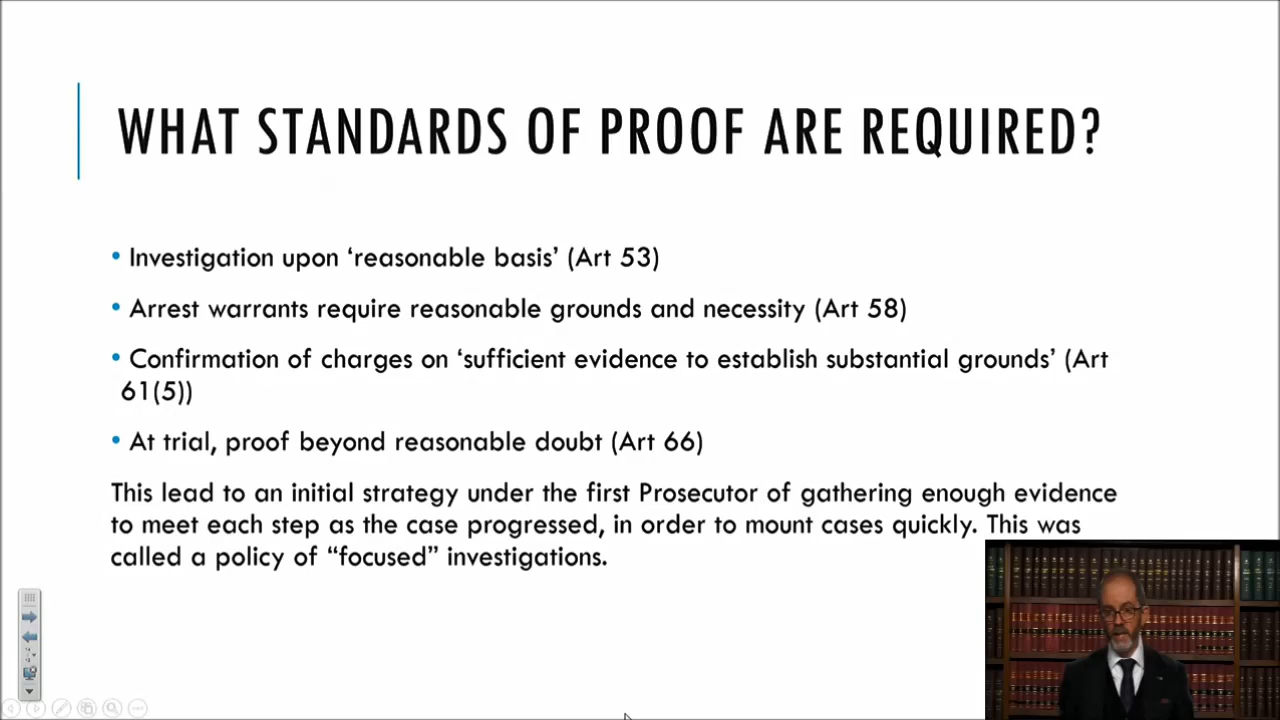 WHAT STANDARDS OF PROOF ARE REQUIRED?
• Investigation upon ‘reasonable basis’ (Art 53)
• Arrest warrants require reasonable grounds and necessity (Art 58)
• Confirmation of charges on ‘sufficient evidence to establish substantial grounds’ (Art
61(5))
• At trial, proof beyond reasonable doubt (Art 66)
This lead to an initial strategy under the first Prosecutor of gathering enough evidence
to meet each step as the case progressed, in order to mount cases quickly. This was
called a policy of “focused” investigations.